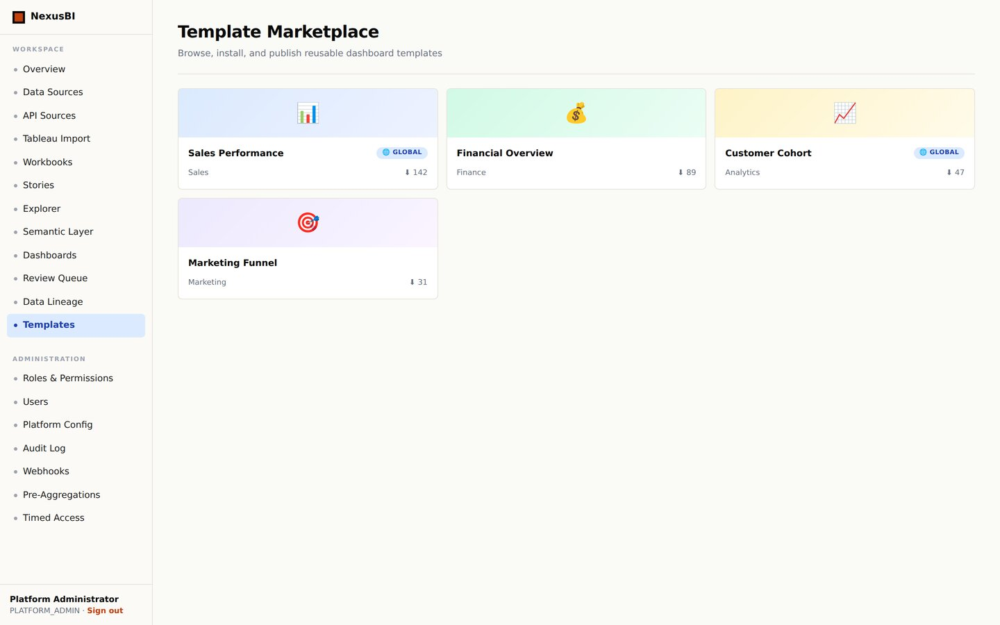 NexusBI
WORKSPACE
Overview
Data Sources
API Sources
Tableau Import
Workbooks
Stories
Explorer
Semantic Layer
Dashboards
Review Queue
Data Lineage
Templates
ADMINISTRATION
Roles & Permissions
Users
Platform Config
Audit Log
Webhooks
Pre-Aggregations
Timed Access
Platform Administrator
PLATFORM_ADMIN · Sign out
Template Marketplace
Browse, install, and publish reusable dashboard templates
Sales Performance
🌐 GLOBAL
Sales
⬇ 142
Financial Overview
Finance
⬇ 89
Customer Cohort
🌐 GLOBAL
Analytics
⬇ 47
Marketing Funnel
Marketing
⬇ 31